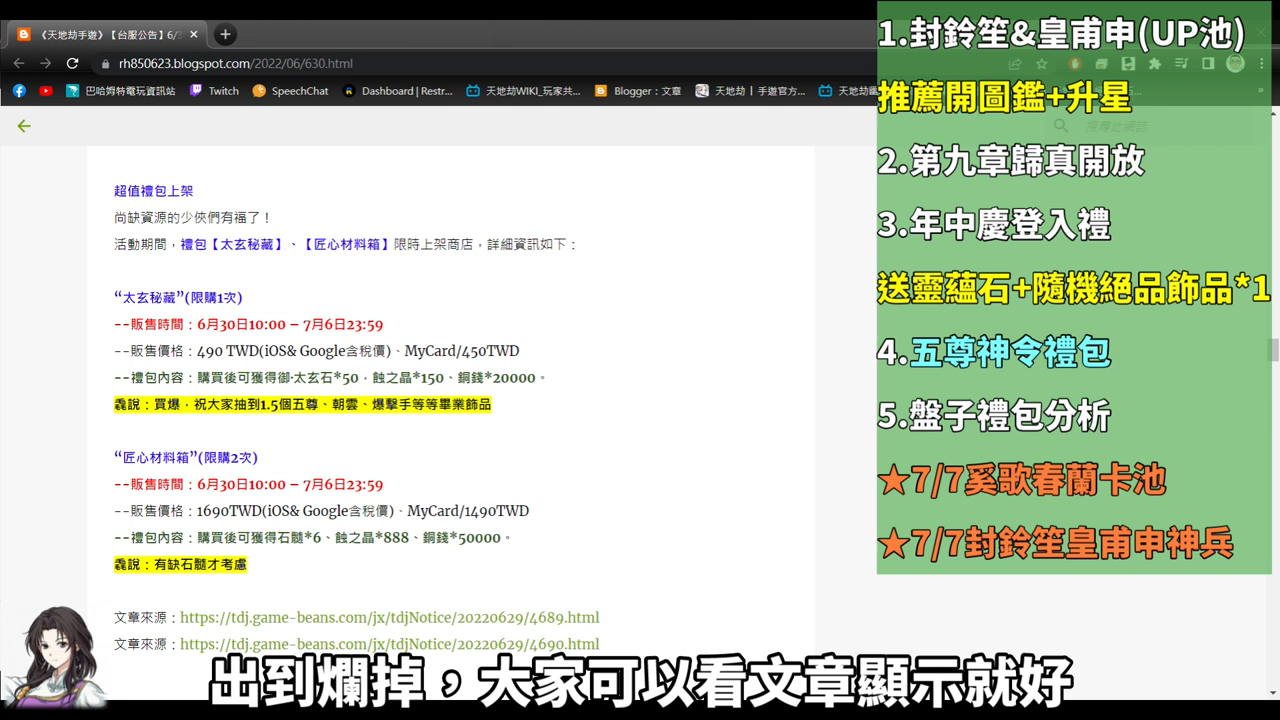 《天地劫手遊》【台服公告】6/3
rh850623.blogspot.com/2022/06/630.html
巴哈姆特電玩資訊站
Twitch
SpeechChat
Dashboard | Restr...
天地劫WIKI_玩家共...
Blogger：文章
天地劫｜手遊官方...
搜尋此網誌
超值禮包上架
尚缺資源的少俠們有福了！
活動期間，禮包【太玄秘藏】、【匠心材料箱】限時上架商店，詳細資訊如下：
“太玄秘藏”(限購1次)
--販售時間：6月30日10:00 – 7月6日23:59
--販售價格：490 TWD(iOS& Google含稅價)、MyCard/450TWD
--禮包內容：購買後可獲得御·太玄石*50，蝕之晶*150、銅錢*20000。
毳說：買爆，祝大家抽到1.5個五尊、朝雲、爆擊手等等畢業飾品
“匠心材料箱”(限購2次)
--販售時間：6月30日10:00 – 7月6日23:59
--販售價格：1690TWD(iOS& Google含稅價)、MyCard/1490TWD
--禮包內容：購買後可獲得石髓*6、蝕之晶*888、銅錢*50000。
毳說：有缺石髓才考慮
文章來源：https://tdj.game-beans.com/jx/tdjNotice/20220629/4689.html
文章來源：https://tdj.game-beans.com/jx/tdjNotice/20220629/4690.html
1.封鈴笙&皇甫申(UP池)
推薦開圖鑑+升星
2.第九章歸真開放
3.年中慶登入禮
送靈蘊石+隨機絕品飾品*1
4.五尊神令禮包
5.盤子禮包分析
★7/7奚歌春蘭卡池
★7/7封鈴笙皇甫申神兵
出到爛掉，大家可以看文章顯示就好